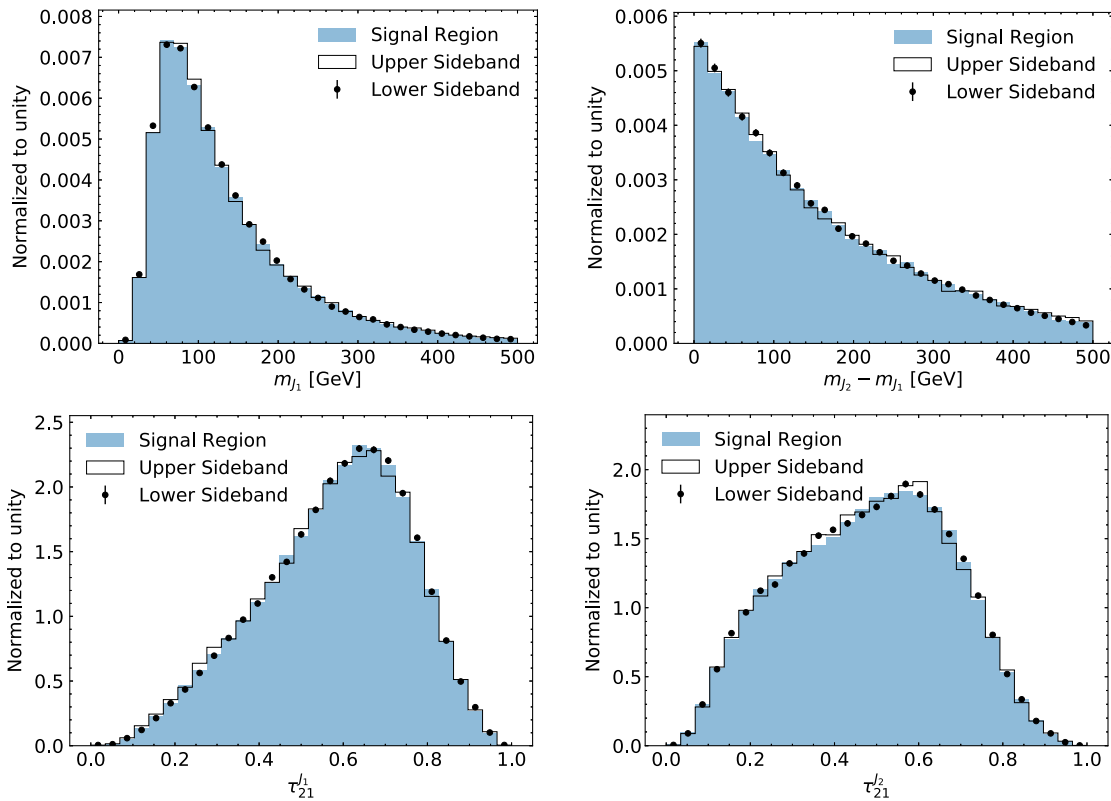 Normalized to unity
0.008
0.007
0.006
0.005
0.004
0.003
0.002
0.001
0.000
Signal Region
Upper Sideband
Lower Sideband
0 100 200 300 400 500
m_{J_1} [GeV]
Normalized to unity
0.006
0.005
0.004
0.003
0.002
0.001
0.000
Signal Region
Upper Sideband
Lower Sideband
0 100 200 300 400 500
m_{J_2} − m_{J_1} [GeV]
Normalized to unity
2.5
2.0
1.5
1.0
0.5
0.0
Signal Region
Upper Sideband
Lower Sideband
0.0 0.2 0.4 0.6 0.8 1.0
τ_{21}^{J_1}
Normalized to unity
2.0
1.5
1.0
0.5
0.0
Signal Region
Upper Sideband
Lower Sideband
0.0 0.2 0.4 0.6 0.8 1.0
τ_{21}^{J_2}